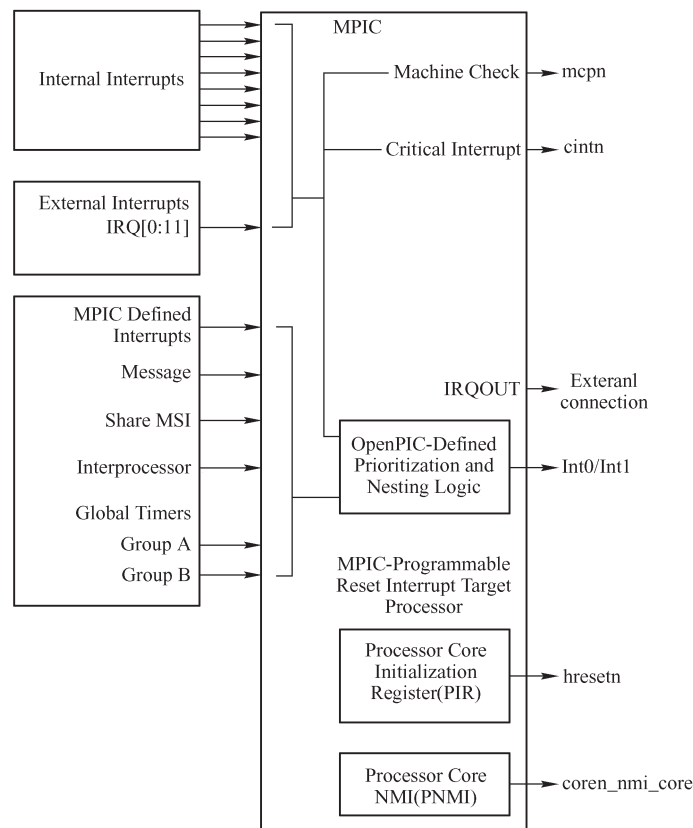 MPIC
Internal Interrupts
Machine Check
mcpn
Critical Interrupt
cintn
External Interrupts
IRQ[0:11]
MPIC Defined
Interrupts
Message
Share MSI
Interprocessor
Global Timers
Group A
Group B
IRQOUT
Exteranl
connection
OpenPIC-Defined
Prioritization and
Nesting Logic
Int0/Int1
MPIC-Programmable
Reset Interrupt Target
Processor
Processor Core
Initialization
Register(PIR)
hresetn
Processor Core
NMI(PNMI)
coren_nmi_core